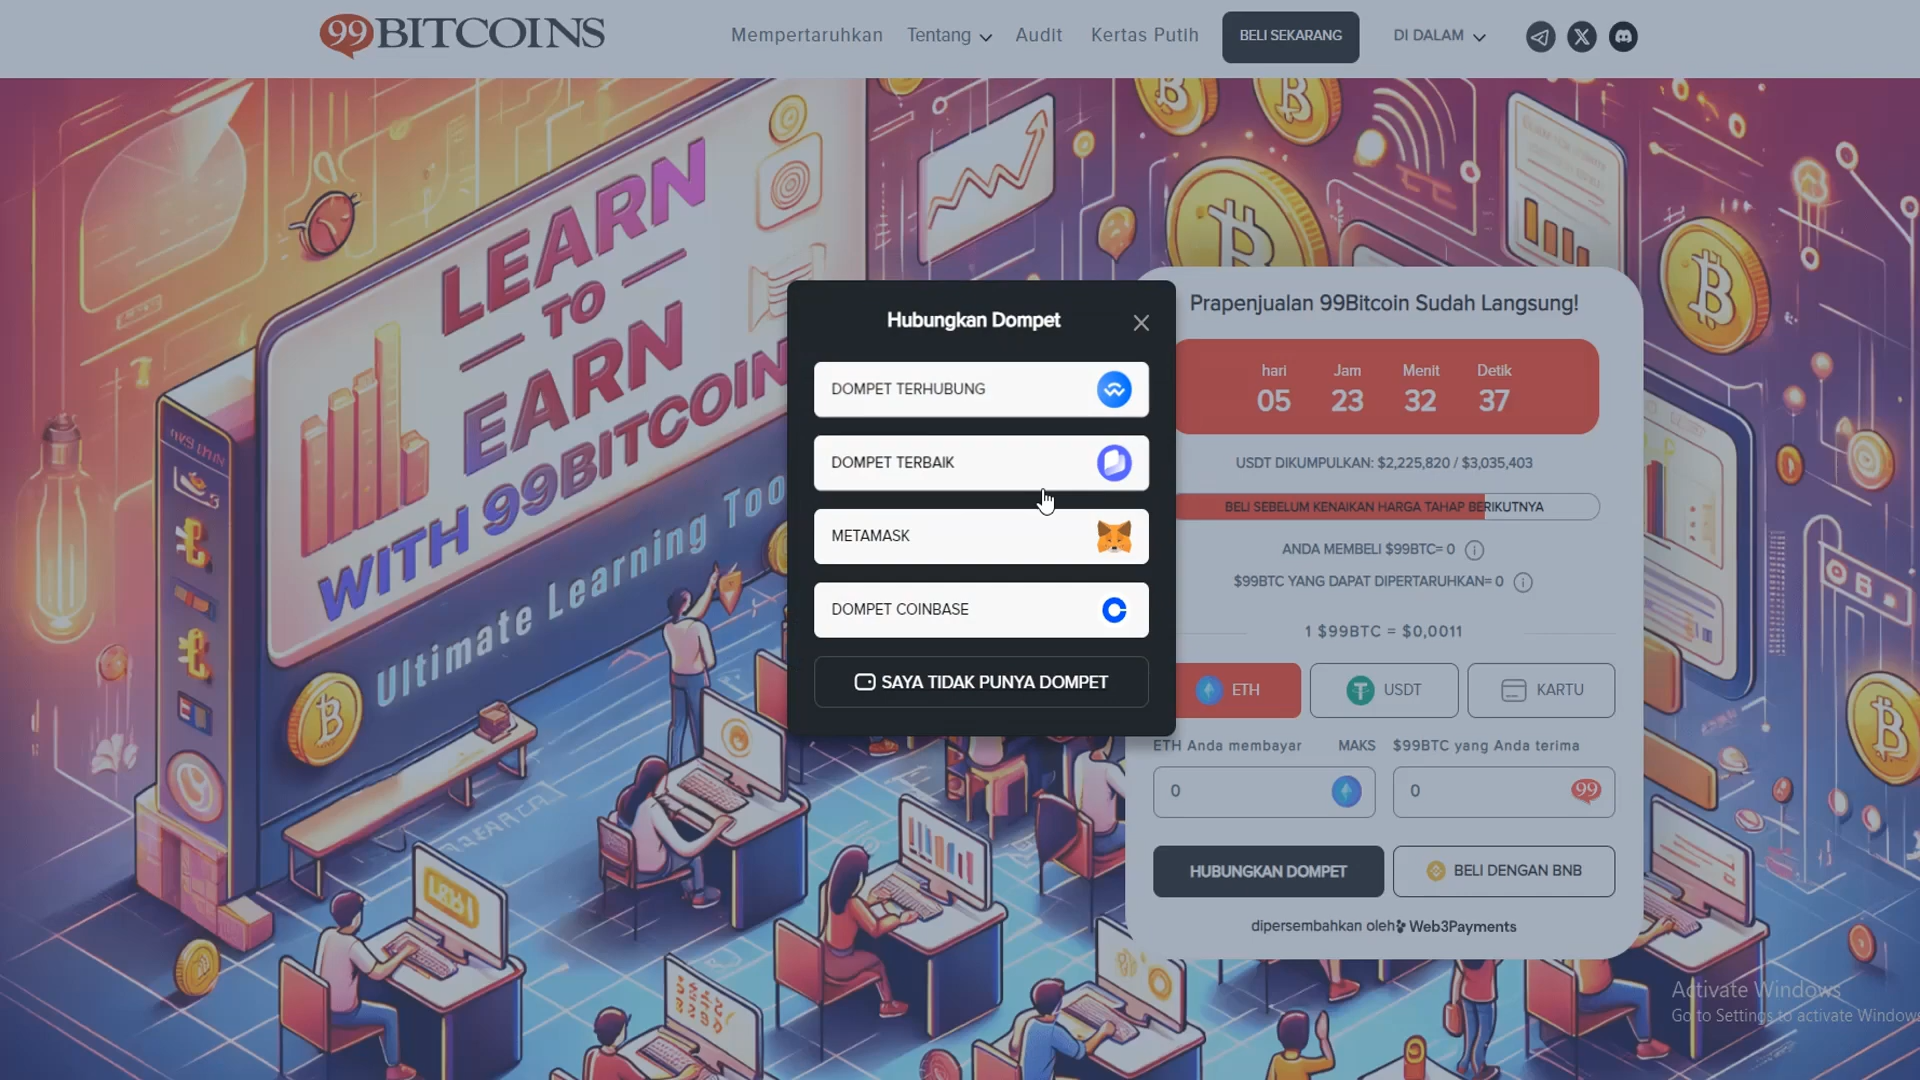 99BITCOINS
Mempertaruhkan
Tentang
Audit
Kertas Putih
BELI SEKARANG
DI DALAM
LEARN
TO
EARN
WITH 99BITCOIN
Ultimate Learning Too
Hubungkan Dompet
DOMPET TERHUBUNG
DOMPET TERBAIK
METAMASK
DOMPET COINBASE
SAYA TIDAK PUNYA DOMPET
Prapenjualan 99Bitcoin Sudah Langsung!
hari Jam Menit Detik
05 23 32 37
USDT DIKUMPULKAN: $2,225,820 / $3,035,403
BELI SEBELUM KENAIKAN HARGA TAHAP BERIKUTNYA
ANDA MEMBELI $99BTC= 0
$99BTC YANG DAPAT DIPERTARUHKAN= 0
1 $99BTC = $0,0011
ETH
USDT
KARTU
ETH Anda membayar MAKS $99BTC yang Anda terima
0
0
99
HUBUNGKAN DOMPET
BELI DENGAN BNB
dipersembahkan oleh Web3Payments
Activate Windows
Go to Settings to activate Windows